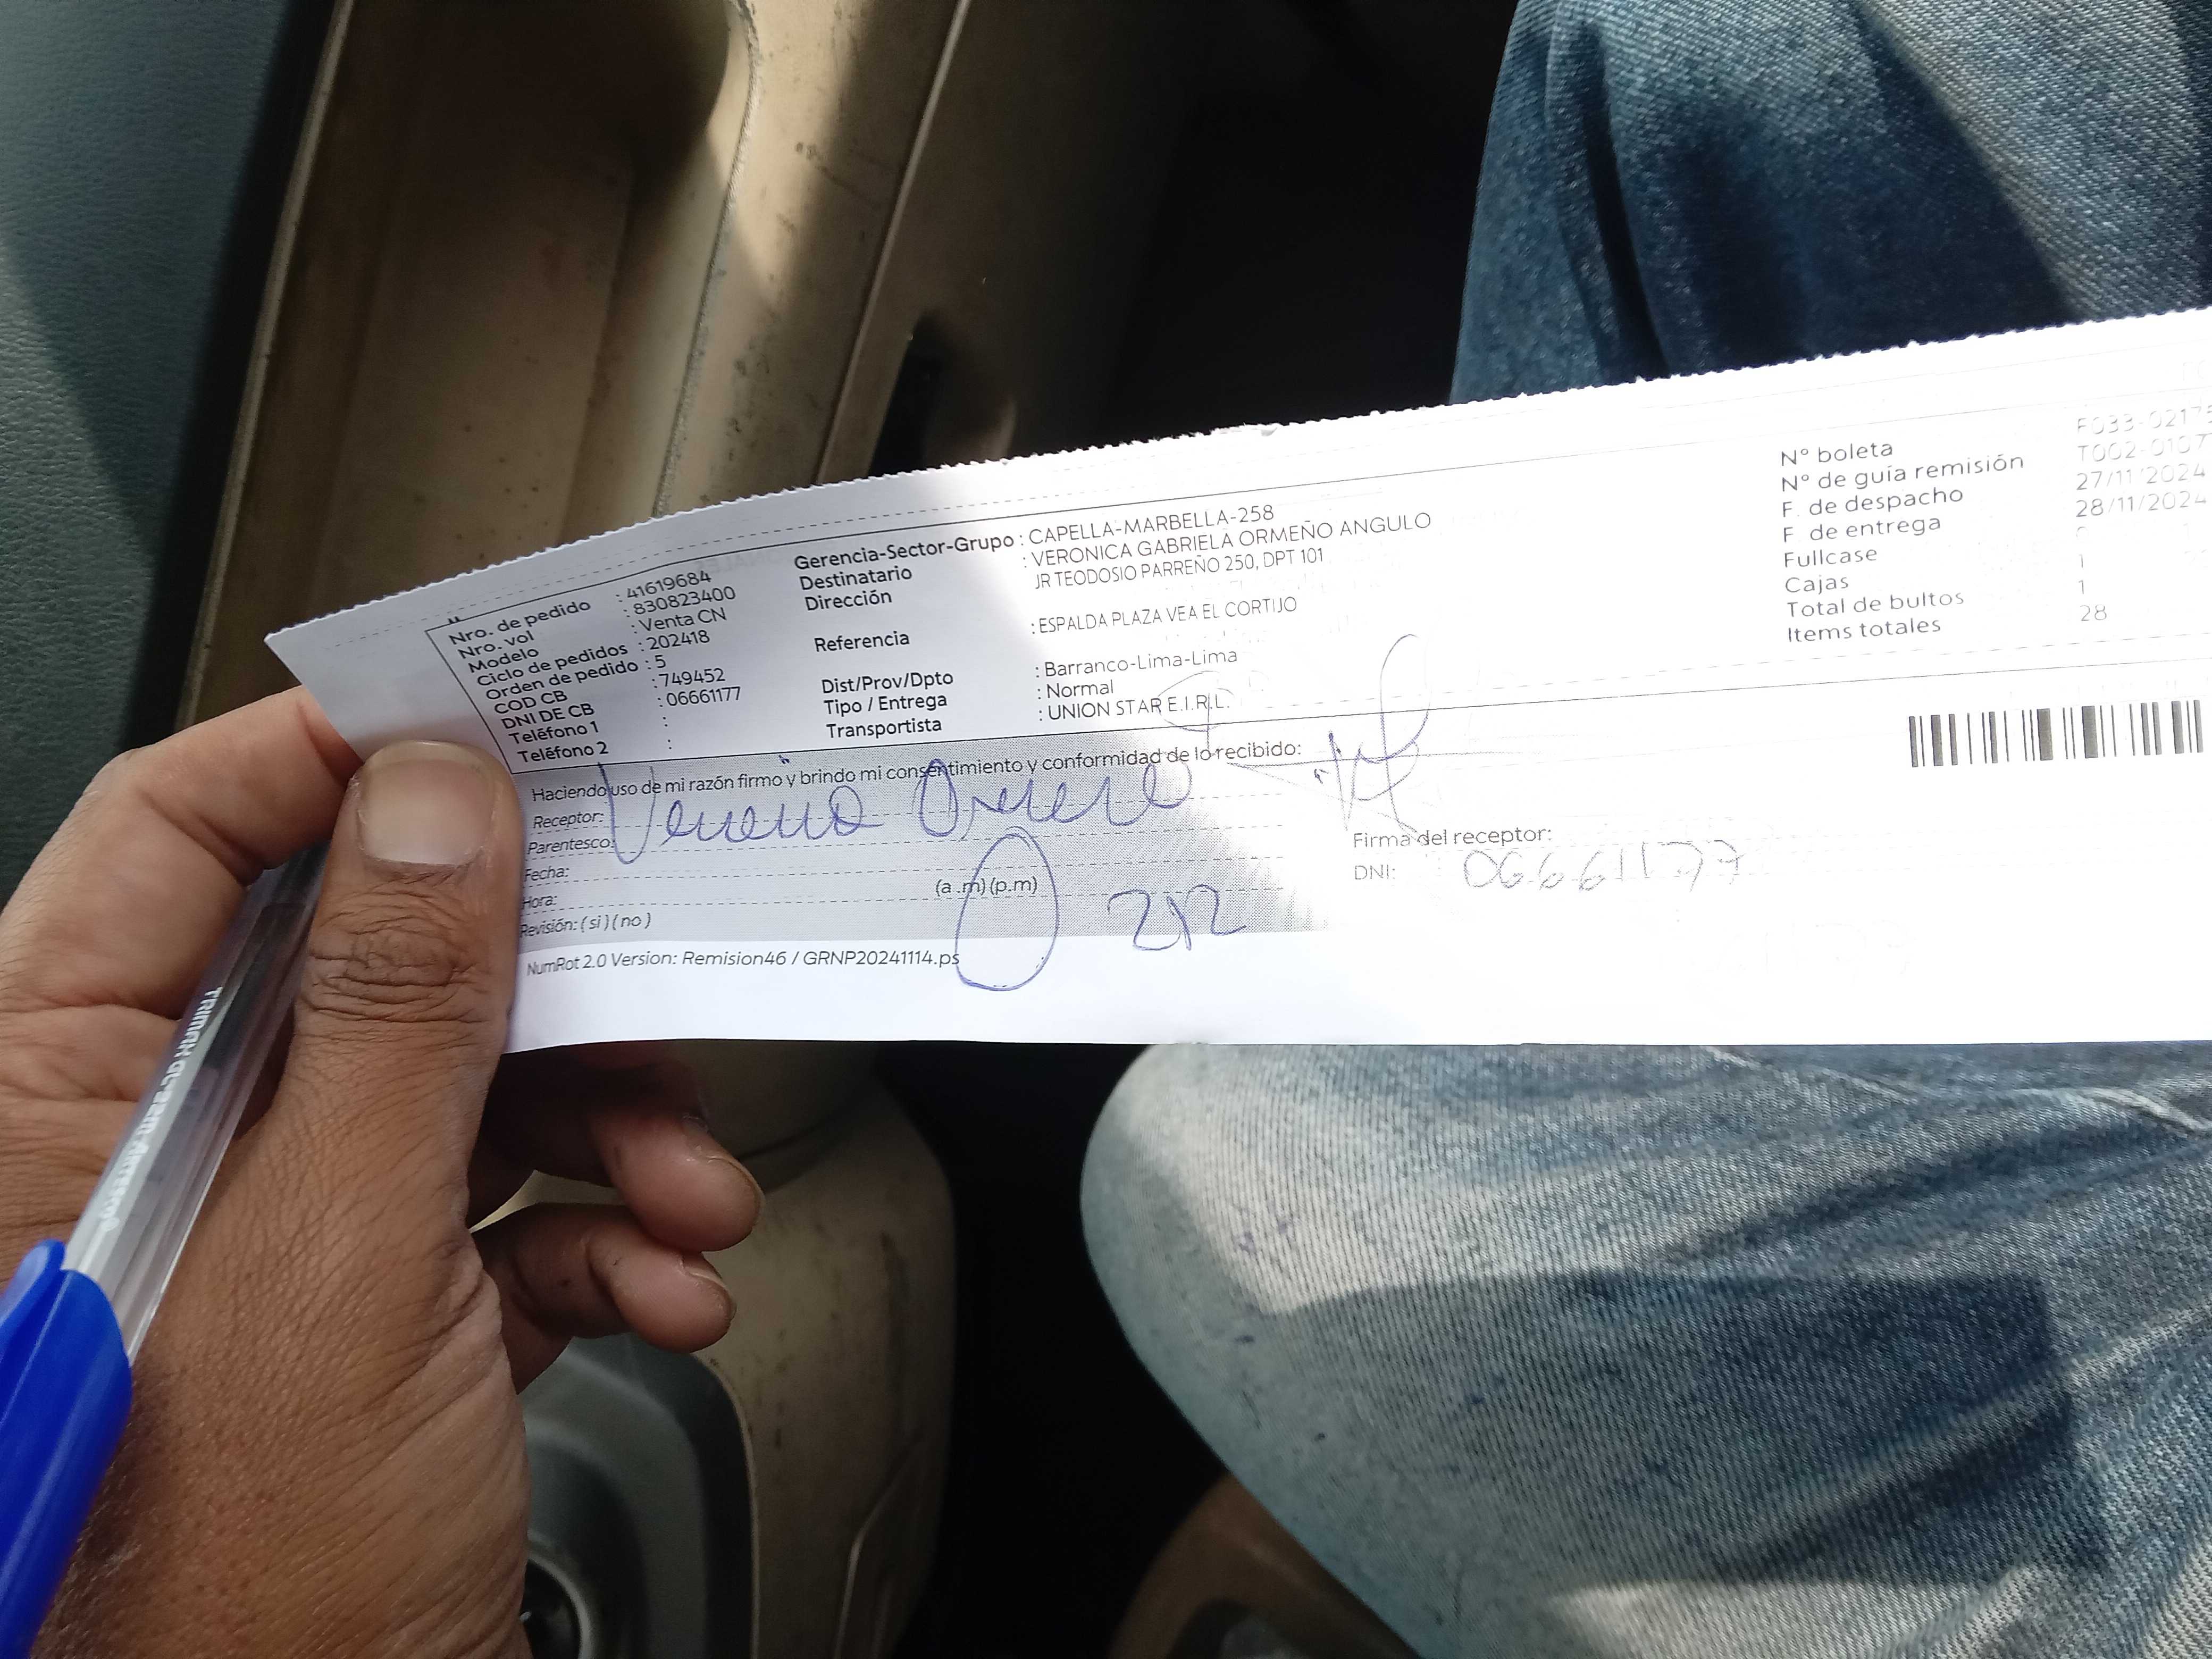 Nro. de pedido : 41619684
Nro. vol : 830823400
Modelo : Venta CN
Ciclo de pedidos : 202418
Orden de pedido : 5
COD CB : 749452
DNI DE CB : 06661177
Teléfono 1 :
Teléfono 2 :
Gerencia-Sector-Grupo : CAPELLA-MARBELLA-258
Destinatario : VERONICA GABRIELA ORMEÑO ANGULO
Dirección JR TEODOSIO PARREÑO 250, DPT 101
Referencia : ESPALDA PLAZA VEA EL CORTIJO
Dist/Prov/Dpto : Barranco-Lima-Lima
Tipo / Entrega : Normal
Transportista : UNION STAR E.I.R.L.
N° boleta F033-0217
N° de guía remisión T002-0107
F. de despacho 27/11/2024
F. de entrega 28/11/2024
Fullcase
Cajas 1
Total de bultos 1
Items totales 28
Haciendo uso de mi razón firmo y brindo mi consentimiento y conformidad de lo recibido:
Receptor:
Parentesco:
Fecha:
Hora: (a.m) (p.m)
Revisión: ( si ) ( no )
212
Firma del receptor:
DNI: 06661177
NumRot 2.0 Version: Remision46 / GRNP20241114.ps
TRIMAX